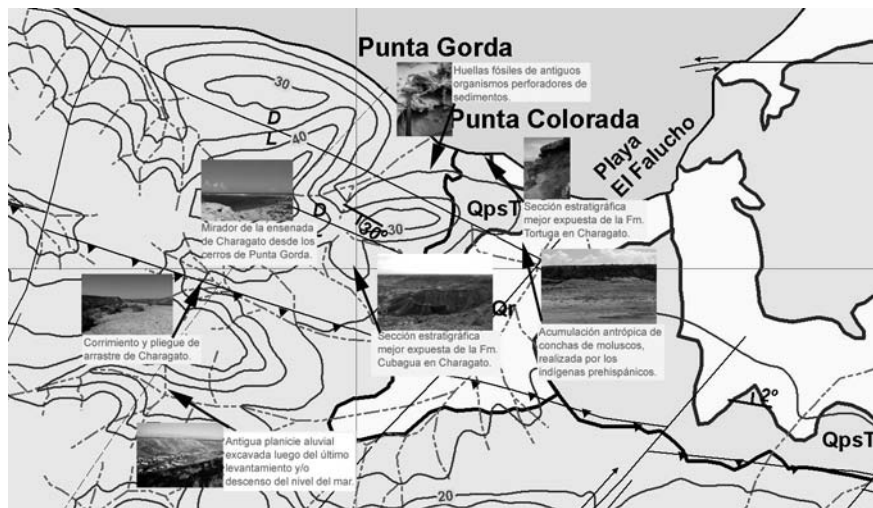 Punta Gorda
Huellas fósiles de antiguos
organismos perforadores de
sedimentos.
30
D
40
L
Punta Colorada
Playa
El Falucho
Mirador de la ensenada
de Charagato desde los
cerros de Punta Gorda.
D
30º
30
QpsT
Sección estratigráfica
mejor expuesta de la Fm.
Tortuga en Charagato.
Corrimiento y pliegue de
arrastre de Charagato.
Sección estratigráfica
mejor expuesta de la Fm.
Cubagua en Charagato.
Qr
Acumulación antrópica de
conchas de moluscos,
realizada por los
indígenas prehispánicos.
2º
QpsT
Antigua planicie aluvial
excavada luego del último
levantamiento y/o
descenso del nivel del mar.
20